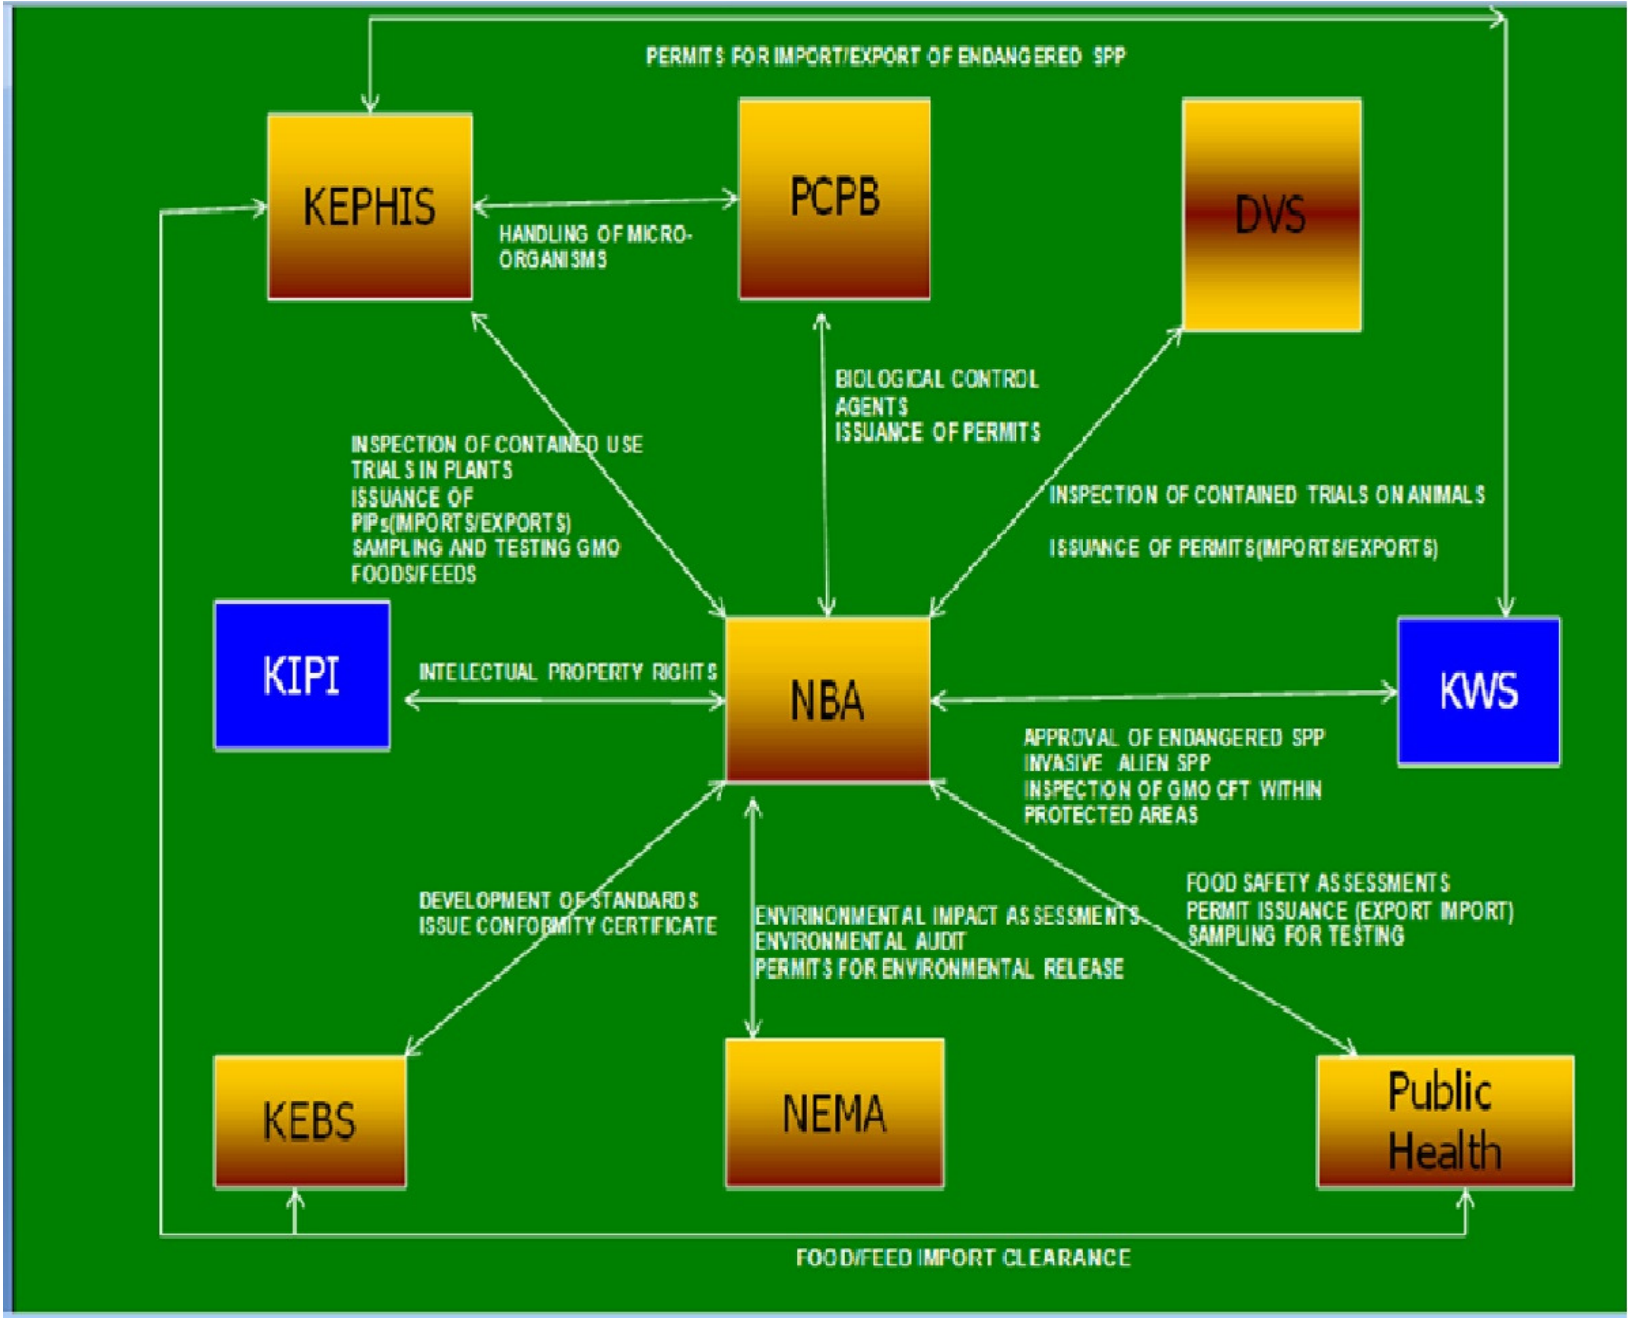 PERMITS FOR IMPORT/EXPORT OF ENDANGERED SPP
KEPHIS
PCPB
DVS
HANDLING OF MICRO-
ORGANISMS
BIOLOGICAL CONTROL
AGENTS
ISSUANCE OF PERMITS
INSPECTION OF CONTAINED USE
TRIALS IN PLANTS
ISSUANCE OF
PIPs(IMPORTS/EXPORTS)
SAMPLING AND TESTING GMO
FOODS/FEEDS
INSPECTION OF CONTAINED TRIALS ON ANIMALS
ISSUANCE OF PERMITS(IMPORTS/EXPORTS)
KIPI
INTELECTUAL PROPERTY RIGHTS
NBA
KWS
APPROVAL OF ENDANGERED SPP
INVASIVE ALIEN SPP
INSPECTION OF GMO CFT WITHIN
PROTECTED AREAS
DEVELOPMENT OF STANDARDS
ISSUE CONFORMITY CERTIFICATE
ENVIRINONMENTAL IMPACT ASSESSMENTS
ENVIRONMENTAL AUDIT
PERMITS FOR ENVIRONMENTAL RELEASE
FOOD SAFETY ASSESSMENTS
PERMIT ISSUANCE (EXPORT IMPORT)
SAMPLING FOR TESTING
KEBS
NEMA
Public
Health
FOOD/FEED IMPORT CLEARANCE